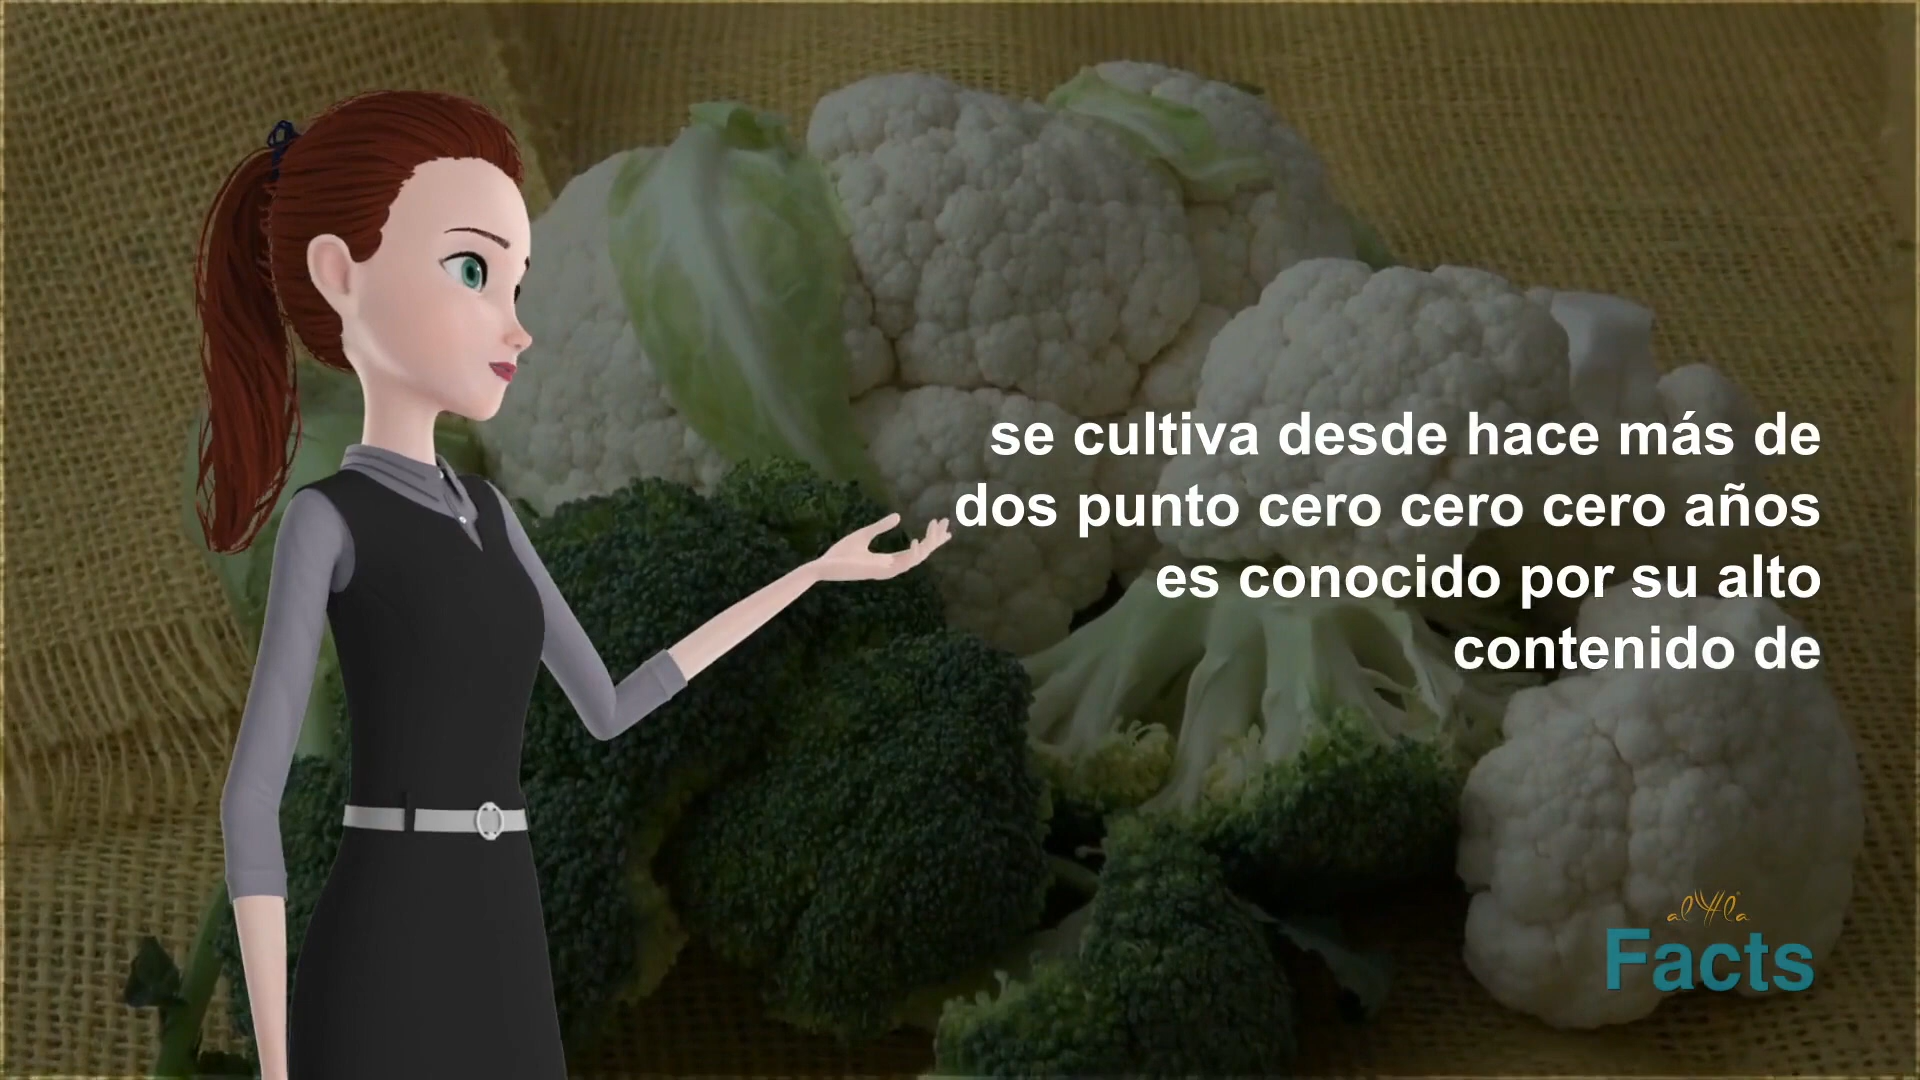 se cultiva desde hace más de
dos punto cero cero cero años
es conocido por su alto
contenido de
Facts